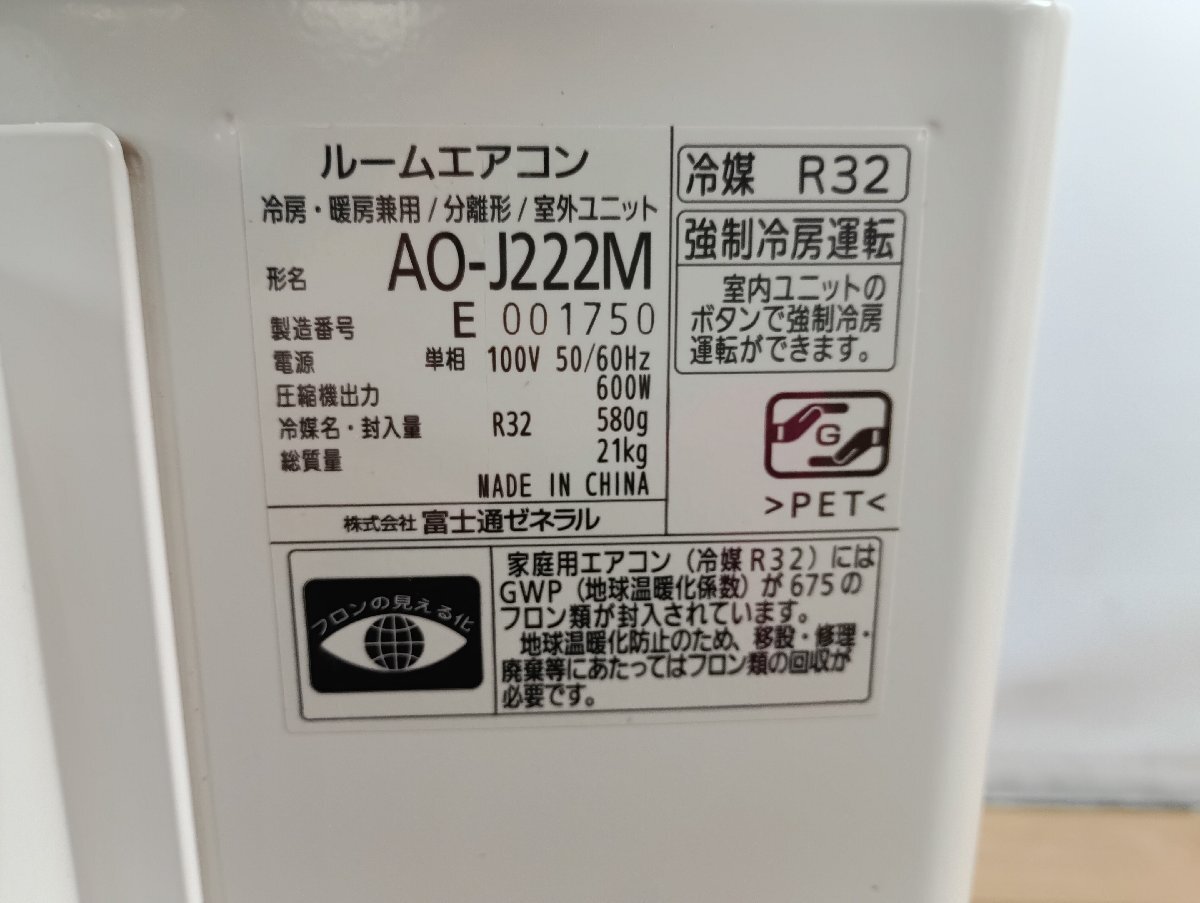 ルームエアコン
冷房・暖房兼用/分離形/室外ユニット
形名 AO-J222M
製造番号 E 001750
電源 単相 100V 50/60Hz
圧縮機出力 600W
冷媒名・封入量 R32 580g
総質量 21kg
MADE IN CHINA
株式会社 富士通ゼネラル
冷媒 R32
強制冷房運転
室内ユニットの
ボタンで強制冷房
運転ができます。
G
>PET<
フロンの見える化
家庭用エアコン(冷媒R32)には
GWP(地球温暖化係数)が675の
フロン類が封入されています。
地球温暖化防止のため、移設・修理・
廃棄等にあたってはフロン類の回収が
必要です。